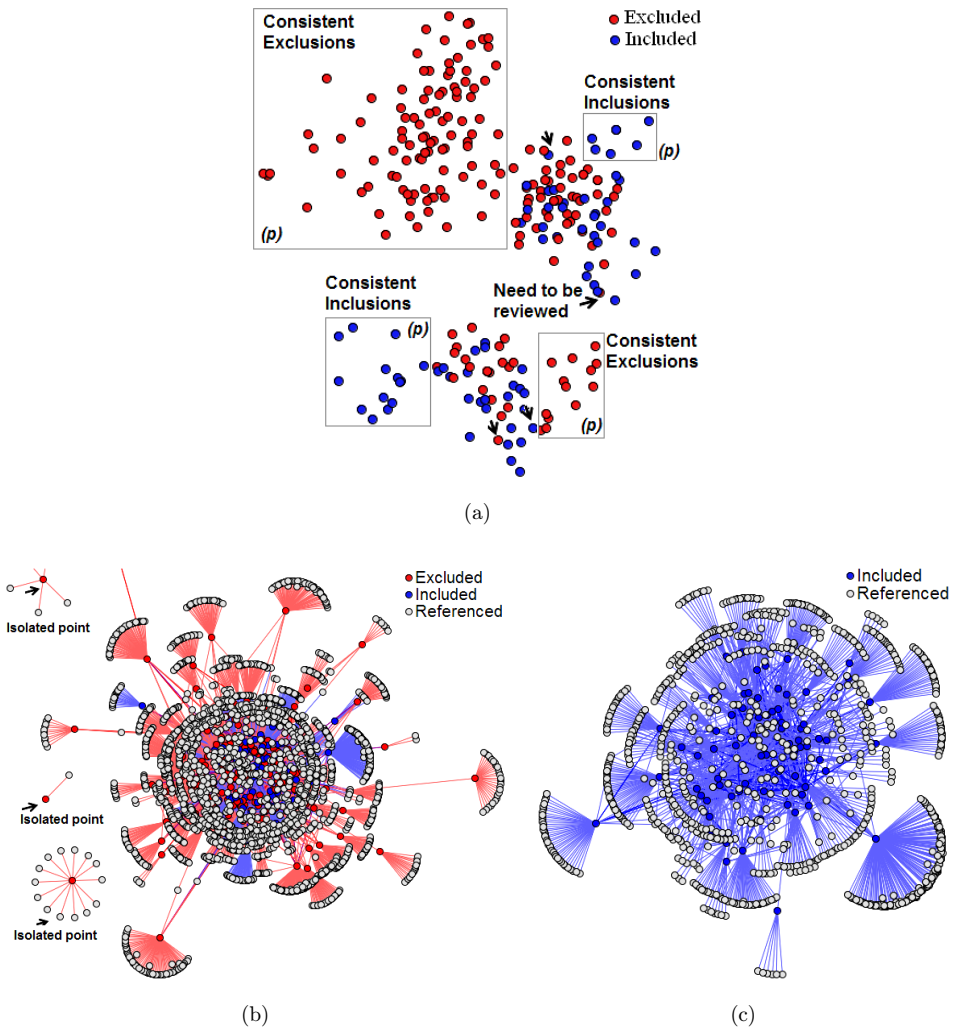 Consistent
Exclusions
Excluded
Included
Consistent
Inclusions
(p)
(p)
Need to be
reviewed
Consistent
Inclusions
(p)
Consistent
Exclusions
(p)
(a)
Excluded
Included
Referenced
Isolated point
Isolated point
Isolated point
(b)
Included
Referenced
(c)